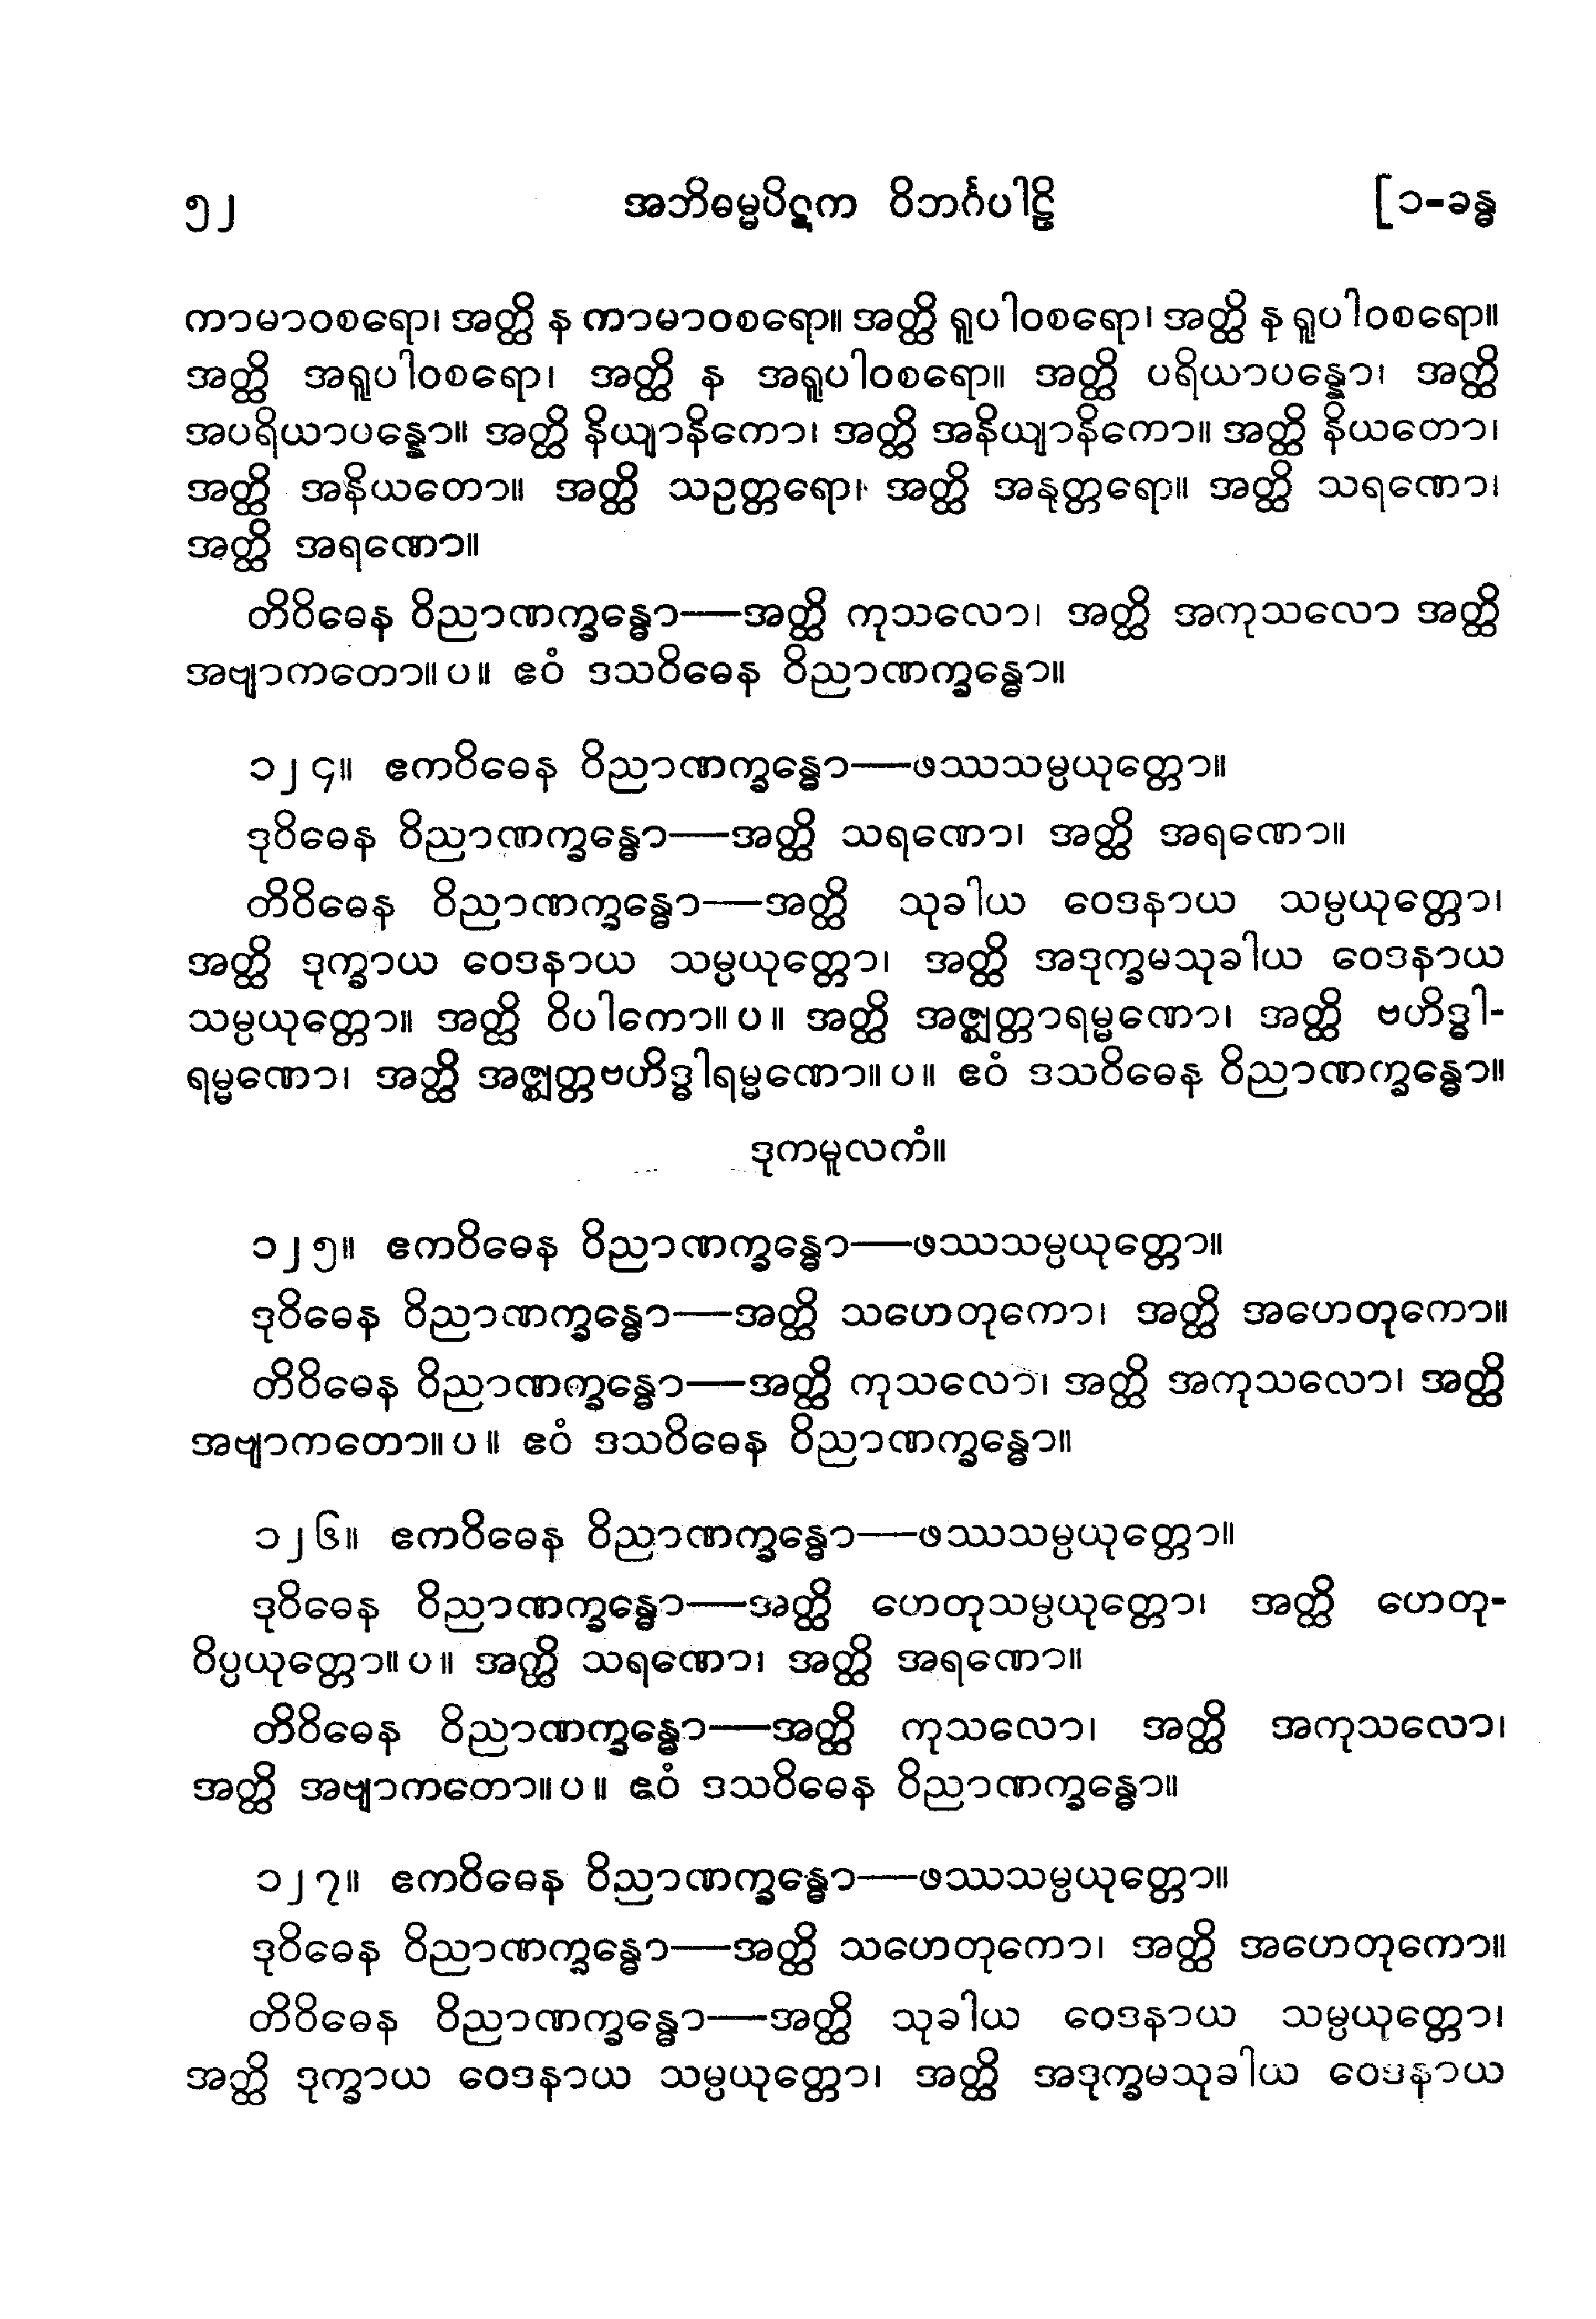 ၅၂ အဘိဓမ္မပိဋက ဝိဘင်္ဂပါဠိ [၁-ခန္ဓ
ကာမာဝစရော၊ အတ္ထိ န ကာမာဝစရော။ အတ္ထိ ရူပါဝစရော၊ အတ္ထိ န ရူပါဝစရော။
အတ္ထိ အရူပါဝစရော၊ အတ္ထိ န အရူပါဝစရော။ အတ္ထိ ပရိယာပန္နော၊ အတ္ထိ
အပရိယာပန္နော။ အတ္ထိ နိယျာနိကော၊ အတ္ထိ အနိယျာနိကော။ အတ္ထိ နိယတော၊
အတ္ထိ အနိယတော။ အတ္ထိ သဥတ္တရော၊ အတ္ထိ အနုတ္တရော။ အတ္ထိ သရဏော၊
အတ္ထိ အရဏော။
တိဝိဓေန ဝိညာဏက္ခန္ဓော—အတ္ထိ ကုသလော၊ အတ္ထိ အကုသလော အတ္ထိ
အဗျာကတော။ ပ။ ဧဝံ ဒသဝိဓေန ဝိညာဏက္ခန္ဓော။
၁၂၄။ ဧကဝိဓေန ဝိညာဏက္ခန္ဓော—ဖဿသမ္ပယုတ္တော။
ဒုဝိဓေန ဝိညာဏက္ခန္ဓော—အတ္ထိ သရဏော၊ အတ္ထိ အရဏော။
တိဝိဓေန ဝိညာဏက္ခန္ဓော—အတ္ထိ သုခါယ ဝေဒနာယ သမ္ပယုတ္တော၊
အတ္ထိ ဒုက္ခာယ ဝေဒနာယ သမ္ပယုတ္တော၊ အတ္ထိ အဒုက္ခမသုခါယ ဝေဒနာယ
သမ္ပယုတ္တော။ အတ္ထိ ဝိပါကော။ ပ။ အတ္ထိ အဇ္ဈတ္တာရမ္မဏော၊ အတ္ထိ ဗဟိဒ္ဓါ-
ရမ္မဏော၊ အတ္ထိ အဇ္ဈတ္တဗဟိဒ္ဓါရမ္မဏော။ ပ။ ဧဝံ ဒသဝိဓေန ဝိညာဏက္ခန္ဓော။
ဒုကမူလကံ။
၁၂၅။ ဧကဝိဓေန ဝိညာဏက္ခန္ဓော—ဖဿသမ္ပယုတ္တော။
ဒုဝိဓေန ဝိညာဏက္ခန္ဓော—အတ္ထိ သဟေတုကော၊ အတ္ထိ အဟေတုကော။
တိဝိဓေန ဝိညာဏက္ခန္ဓော—အတ္ထိ ကုသလော၊ အတ္ထိ အကုသလော၊ အတ္ထိ
အဗျာကတော။ ပ။ ဧဝံ ဒသဝိဓေန ဝိညာဏက္ခန္ဓော။
၁၂၆။ ဧကဝိဓေန ဝိညာဏက္ခန္ဓော—ဖဿသမ္ပယုတ္တော။
ဒုဝိဓေန ဝိညာဏက္ခန္ဓော—အတ္ထိ ဟေတုသမ္ပယုတ္တော၊ အတ္ထိ ဟေတု-
ဝိပ္ပယုတ္တော။ ပ။ အတ္ထိ သရဏော၊ အတ္ထိ အရဏော။
တိဝိဓေန ဝိညာဏက္ခန္ဓော—အတ္ထိ ကုသလော၊ အတ္ထိ အကုသလော၊
အတ္ထိ အဗျာကတော။ ပ။ ဧဝံ ဒသဝိဓေန ဝိညာဏက္ခန္ဓော။
၁၂၇။ ဧကဝိဓေန ဝိညာဏက္ခန္ဓော—ဖဿသမ္ပယုတ္တော။
ဒုဝိဓေန ဝိညာဏက္ခန္ဓော—အတ္ထိ သဟေတုကော၊ အတ္ထိ အဟေတုကော။
တိဝိဓေန ဝိညာဏက္ခန္ဓော—အတ္ထိ သုခါယ ဝေဒနာယ သမ္ပယုတ္တော၊
အတ္ထိ ဒုက္ခာယ ဝေဒနာယ သမ္ပယုတ္တော၊ အတ္ထိ အဒုက္ခမသုခါယ ဝေဒနာယ